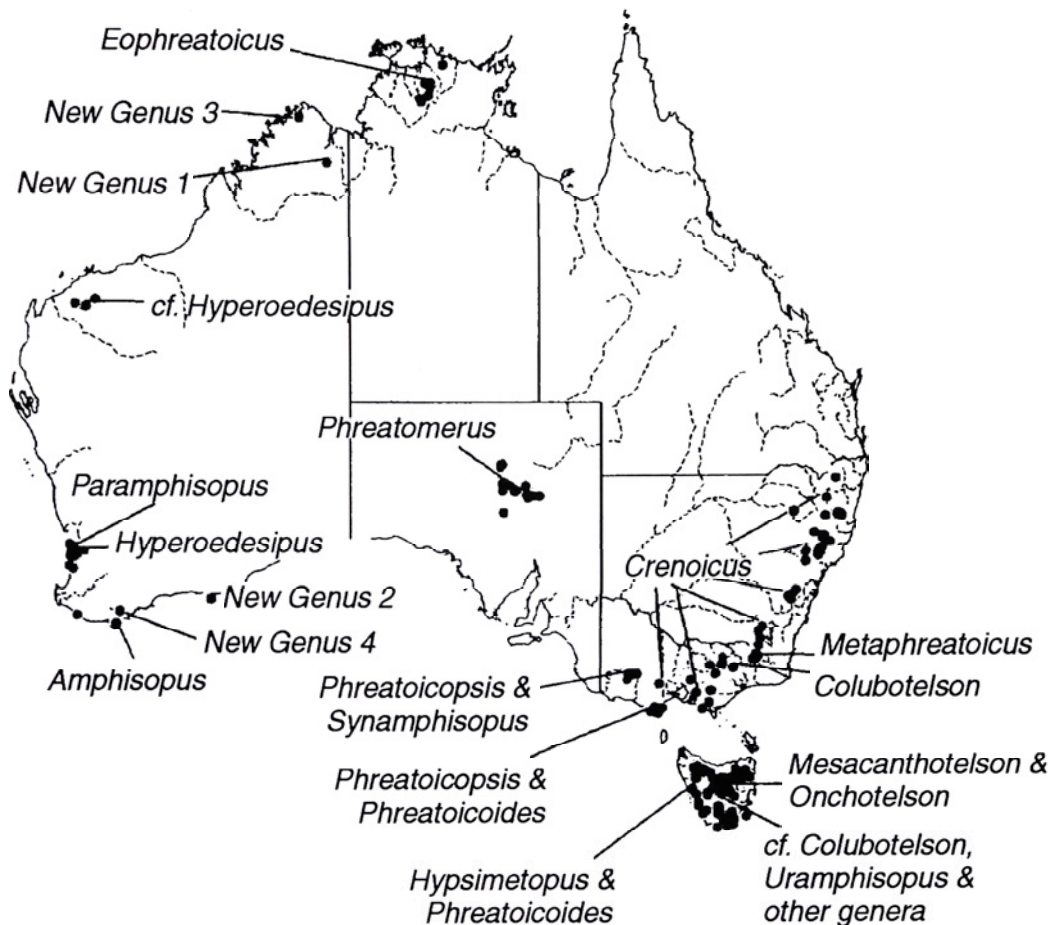 Eophreatoicus
New Genus 3
New Genus 1
cf. Hyperoedesipus
Phreatomerus
Paramphisopus
Hyperoedesipus
Crenoicus
New Genus 2
New Genus 4
Amphisopus
Metaphreatoicus
Colubotelson
Phreatoicopsis &
Synamphisopus
Phreatoicopsis &
Phreatoicoides
Mesacanthotelson &
Onchotelson
Hypsimetopus &
Phreatoicoides
cf. Colubotelson,
Uramphisopus &
other genera